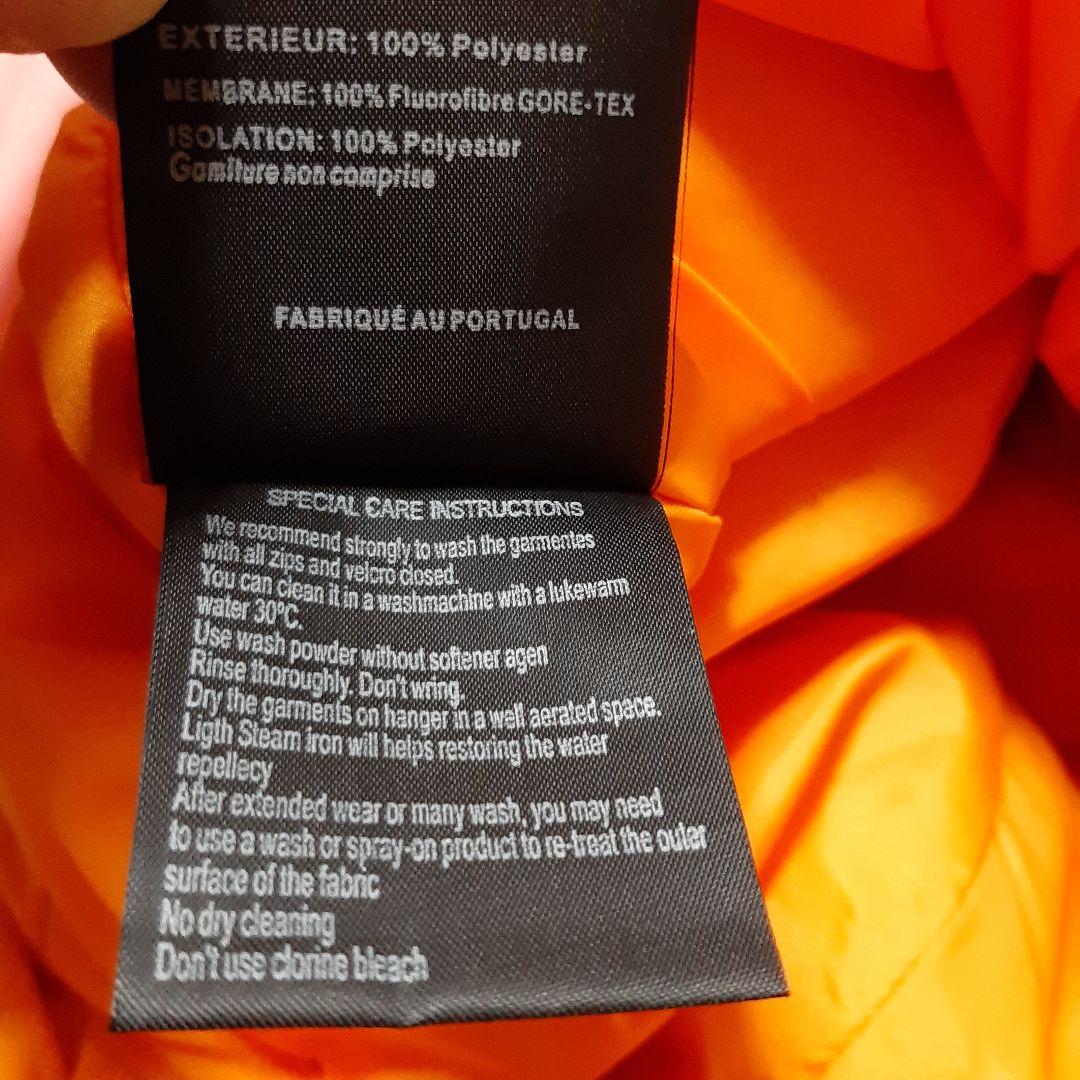 EXTERIEUR: 100% Polyester
MEMBRANE: 100% Fluorofibre GORE-TEX
ISOLATION: 100% Polyester
Garniture non comprise
FABRIQUÉ AU PORTUGAL
SPECIAL CARE INSTRUCTIONS
We recommend strongly to wash the garmentes
with all zips and velcro closed.
You can clean it in a washmachine with a lukewarm
water 30°C.
Use wash powder without softener agen
Rinse thoroughly. Don't wring.
Dry the garments on hanger in a well aerated space.
Ligth Steam iron will helps restoring the water
repellecy
After extended wear or many wash, you may need
to use a wash or spray-on product to re-treat the outer
surface of the fabric
No dry cleaning
Don't use clorine bleach